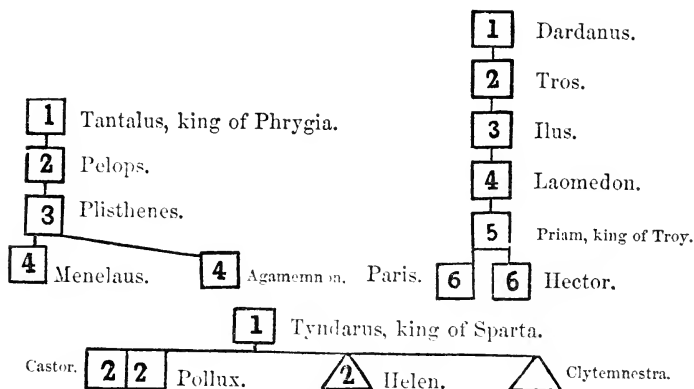 1 Dardanus.
2 Tros.
1 Tantalus, king of Phrygia.
3 Ilus.
2 Pelops.
4 Laomedon.
3 Plisthenes.
5 Priam, king of Troy.
4 Menelaus. 4 Agamemnon. Paris. 6 6 Hector.
1 Tyndarus, king of Sparta.
Castor. 2 2 Pollux. 2 Helen. Clytemnestra.